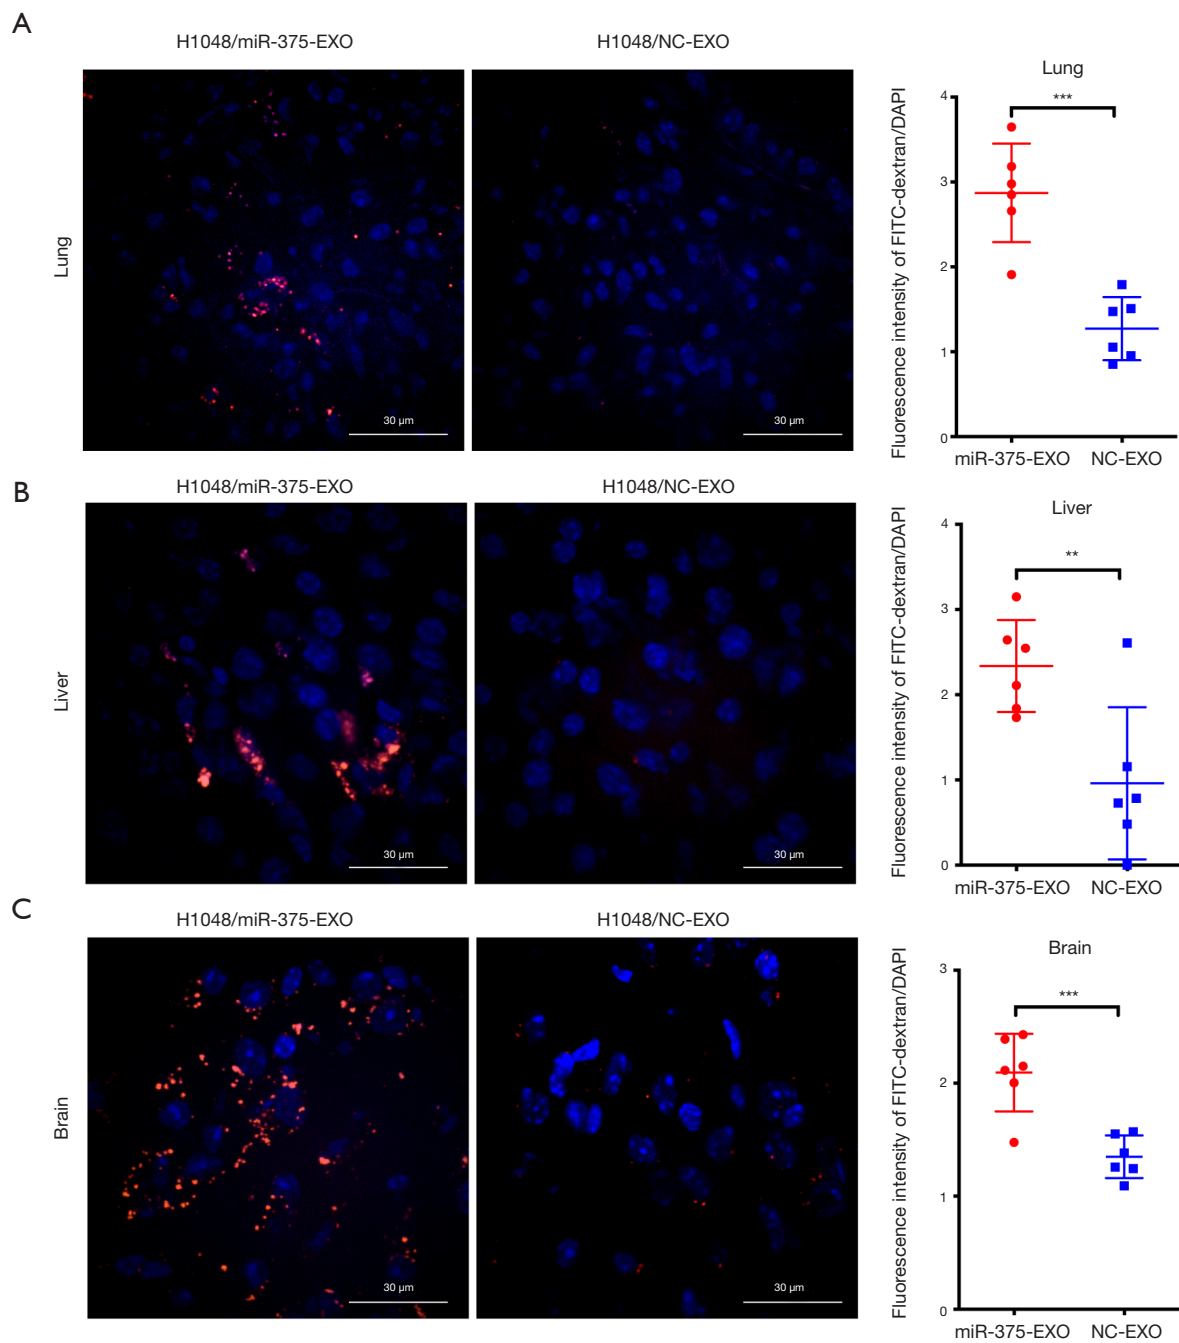 A
H1048/miR-375-EXO
H1048/NC-EXO
Lung
30 µm
30 µm
Lung
Fluorescence intensity of FITC-dextran/DAPI
4
3
2
1
0
***
miR-375-EXO
NC-EXO
B
H1048/miR-375-EXO
H1048/NC-EXO
Liver
30 µm
30 µm
Liver
Fluorescence intensity of FITC-dextran/DAPI
4
3
2
1
0
**
miR-375-EXO
NC-EXO
C
H1048/miR-375-EXO
H1048/NC-EXO
Brain
30 µm
30 µm
Brain
Fluorescence intensity of FITC-dextran/DAPI
3
2
1
0
***
miR-375-EXO
NC-EXO